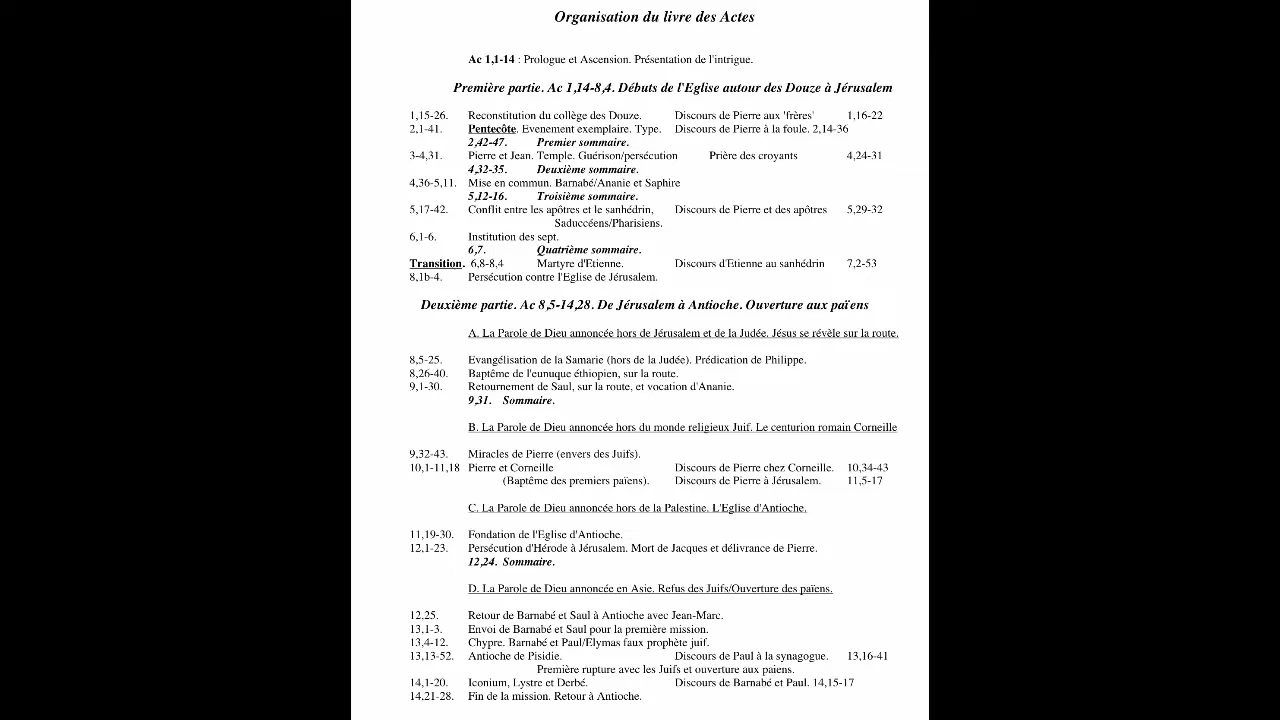 Organisation du livre des Actes
Ac 1,1-14 : Prologue et Ascension. Présentation de l'intrigue.
Première partie. Ac 1,14-8,4. Débuts de l'Eglise autour des Douze à Jérusalem
1,15-26. Reconstitution du collège des Douze. Discours de Pierre aux 'frères' 1,16-22
2,1-41. Pentecôte. Evenement exemplaire. Type. Discours de Pierre à la foule. 2,14-36
2,42-47. Premier sommaire.
3-4,31. Pierre et Jean. Temple. Guérison/persécution Prière des croyants 4,24-31
4,32-35. Deuxième sommaire.
4,36-5,11. Mise en commun. Barnabé/Ananie et Saphire
5,12-16. Troisième sommaire.
5,17-42. Conflit entre les apôtres et le sanhédrin, Discours de Pierre et des apôtres 5,29-32
Saduccéens/Pharisiens.
6,1-6. Institution des sept.
6,7. Quatrième sommaire.
Transition. 6,8-8,4 Martyre d'Etienne. Discours d'Etienne au sanhédrin 7,2-53
8,1b-4. Persécution contre l'Eglise de Jérusalem.
Deuxième partie. Ac 8,5-14,28. De Jérusalem à Antioche. Ouverture aux païens
A. La Parole de Dieu annoncée hors de Jérusalem et de la Judée. Jésus se révèle sur la route.
8,5-25. Evangélisation de la Samarie (hors de la Judée). Prédication de Philippe.
8,26-40. Baptême de l'eunuque éthiopien, sur la route.
9,1-30. Retournement de Saul, sur la route, et vocation d'Ananie.
9,31. Sommaire.
B. La Parole de Dieu annoncée hors du monde religieux Juif. Le centurion romain Corneille
9,32-43. Miracles de Pierre (envers des Juifs).
10,1-11,18 Pierre et Corneille Discours de Pierre chez Corneille. 10,34-43
(Baptême des premiers païens). Discours de Pierre à Jérusalem. 11,5-17
C. La Parole de Dieu annoncée hors de la Palestine. L'Eglise d'Antioche.
11,19-30. Fondation de l'Eglise d'Antioche.
12,1-23. Persécution d'Hérode à Jérusalem. Mort de Jacques et délivrance de Pierre.
12,24. Sommaire.
D. La Parole de Dieu annoncée en Asie. Refus des Juifs/Ouverture des païens.
12,25. Retour de Barnabé et Saul à Antioche avec Jean-Marc.
13,1-3. Envoi de Barnabé et Saul pour la première mission.
13,4-12. Chypre. Barnabé et Paul/Elymas faux prophète juif.
13,13-52. Antioche de Pisidie. Discours de Paul à la synagogue. 13,16-41
Première rupture avec les Juifs et ouverture aux paiens.
14,1-20. Iconium, Lystre et Derbé. Discours de Barnabé et Paul. 14,15-17
14,21-28. Fin de la mission. Retour à Antioche.